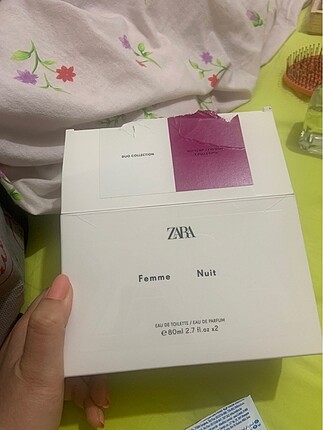 DUO COLLECTION
ZARA
Femme Nuit
EAU DE TOILETTE / EAU DE PARFUM
℮ 80ml 2.7 fl.oz x2